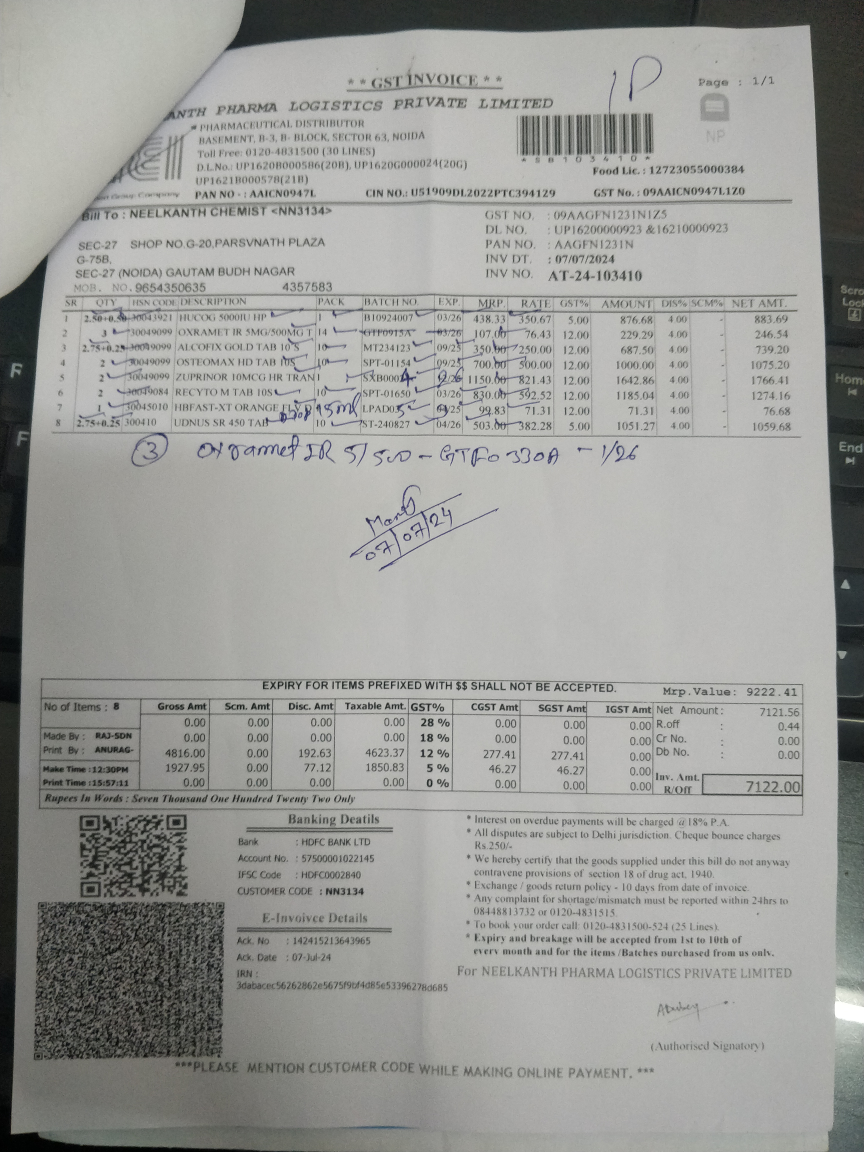 * * GST INVOICE * *
1P
Page : 1/1
ANTH PHARMA LOGISTICS PRIVATE LIMITED
PHARMACEUTICAL DISTRIBUTOR
BASEMENT, B-3, B- BLOCK, SECTOR 63, NOIDA
Toll Free: 0120-4831500 (30 LINES)
D.L.No.: UP1620B000586(20B), UP1620G000024(20G)
UP1621B000578(21B)
NP
*SB103410*
Food Lic. : 12723055000384
PAN NO - : AAICN0947L CIN NO.: U51909DL2022PTC394129 GST No. : 09AAICN0947L1Z0
Bill To : NEELKANTH CHEMIST <NN3134>
SEC-27 SHOP NO.G-20,PARSVNATH PLAZA
G-75B,
SEC-27 (NOIDA) GAUTAM BUDH NAGAR
MOB. NO. 9654350635 4357583
GST NO. : 09AAGFN1231N1Z5
DL NO. : UP16200000923 &16210000923
PAN NO. : AAGFN1231N
INV DT. : 07/07/2024
INV NO. AT-24-103410
SR QTY HSN CODE DESCRIPTION PACK BATCH NO. EXP. MRP. RATE GST% AMOUNT DIS% SCM% NET AMT.
1 2.50+0.50 30043921 HUCOG 5000IU HP 1 B10924007 03/26 438.33 350.67 5.00 876.68 4.00 - 883.69
2 3 30049099 OXRAMET IR 5MG/500MG T 14 GTF0975A 03/26 107.00 76.43 12.00 229.29 4.00 - 246.54
3 2.75+0.25 30049099 ALCOFIX GOLD TAB 10'S 10 MT234123 09/25 350.00 250.00 12.00 687.50 4.00 - 739.20
4 2 30049099 OSTEOMAX HD TAB 10S 10 SPT-01154 09/25 700.00 500.00 12.00 1000.00 4.00 - 1075.20
5 2 30049099 ZUPRINOR 10MCG HR TRAN 1 SXB0004 2/26 1150.00 821.43 12.00 1642.86 4.00 - 1766.41
6 2 30049084 RECYTO M TAB 10S 10 SPT-01650 03/26 830.00 592.52 12.00 1185.04 4.00 - 1274.16
7 1 30045010 HBFAST-XT ORANGE 15ml LPAD05 04/25 99.83 71.31 12.00 71.31 4.00 - 76.68
8 2.75+0.25 300410 UDNUS SR 450 TAB 10 ST-240827 04/26 503.00 382.28 5.00 1051.27 4.00 - 1059.68
3 Oxramet IR 5/500 - GTF0330A - 1/26
07/07/24
EXPIRY FOR ITEMS PREFIXED WITH $$ SHALL NOT BE ACCEPTED.
Mrp.Value: 9222.41
No of Items : 8 Gross Amt Scm. Amt Disc. Amt Taxable Amt. GST% CGST Amt SGST Amt IGST Amt
0.00 0.00 0.00 0.00 28 % 0.00 0.00 0.00
Made By : RAJ-SDN 0.00 0.00 0.00 0.00 18 % 0.00 0.00 0.00
Print By : ANURAG- 4816.00 0.00 192.63 4623.37 12 % 277.41 277.41 0.00
Make Time :12:30PM 1927.95 0.00 77.12 1850.83 5 % 46.27 46.27 0.00
Print Time :15:57:11 0.00 0.00 0.00 0.00 0 % 0.00 0.00 0.00
Net Amount : 7121.56
R.off : 0.44
Cr No. : 0.00
Db No. : 0.00
Inv. Amt. R/Off 7122.00
Rupees In Words : Seven Thousand One Hundred Twenty Two Only
Banking Deatils
Bank : HDFC BANK LTD
Account No. : 57500001022145
IFSC Code : HDFC0002840
CUSTOMER CODE : NN3134
E-Invoivce Details
Ack. No : 142415213643965
Ack. Date : 07-Jul-24
IRN :
3dabacec56262862e5675f9bf4d85e53396278d685
* Interest on overdue payments will be charged @18% P.A.
* All disputes are subject to Delhi jurisdiction. Cheque bounce charges
Rs.250/-
* We hereby certify that the goods supplied under this bill do not anyway
contravene provisions of section 18 of drug act, 1940.
* Exchange / goods return policy - 10 days from date of invoice.
* Any complaint for shortage/mismatch must be reported within 24hrs to
08448813732 or 0120-4831515.
* To book your order call: 0120-4831500-524 (25 Lines).
* Expiry and breakage will be accepted from 1st to 10th of
every month and for the items /Batches purchased from us only.
For NEELKANTH PHARMA LOGISTICS PRIVATE LIMITED
(Authorised Signatory)
***PLEASE MENTION CUSTOMER CODE WHILE MAKING ONLINE PAYMENT. ***
Home
End